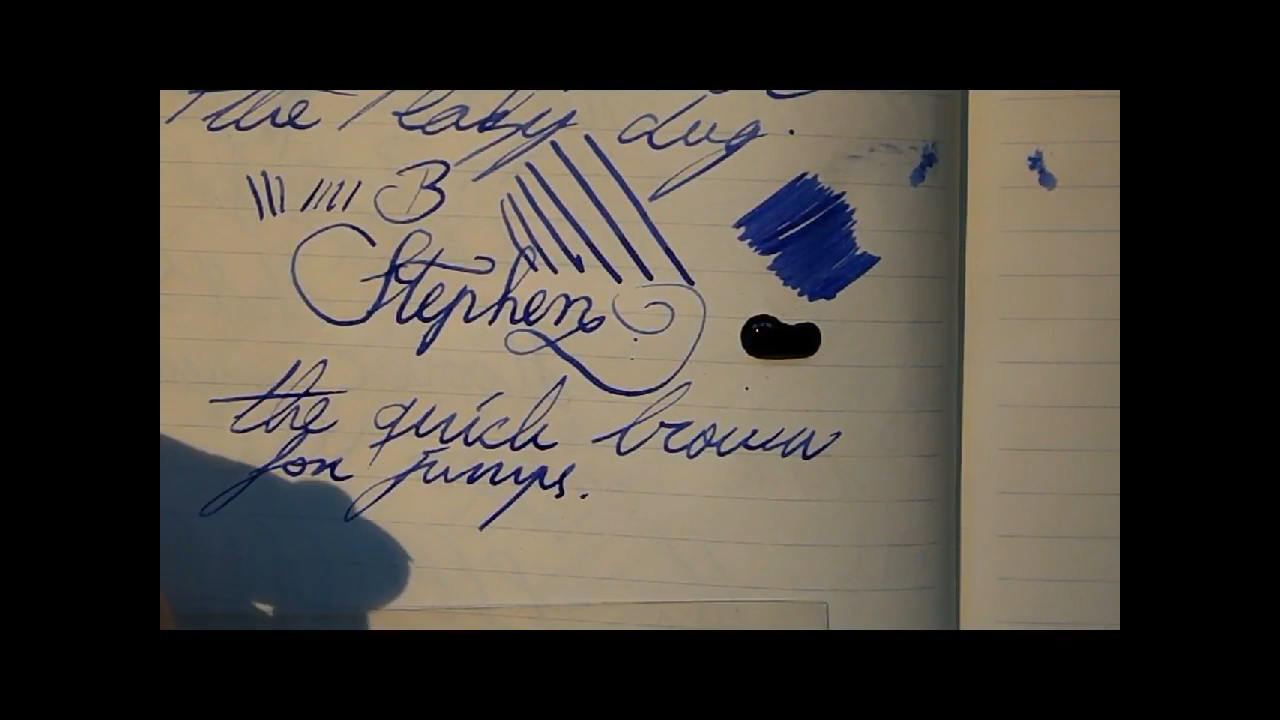 the lazy dog.
B
Stephen
the quick brown
fox jumps.